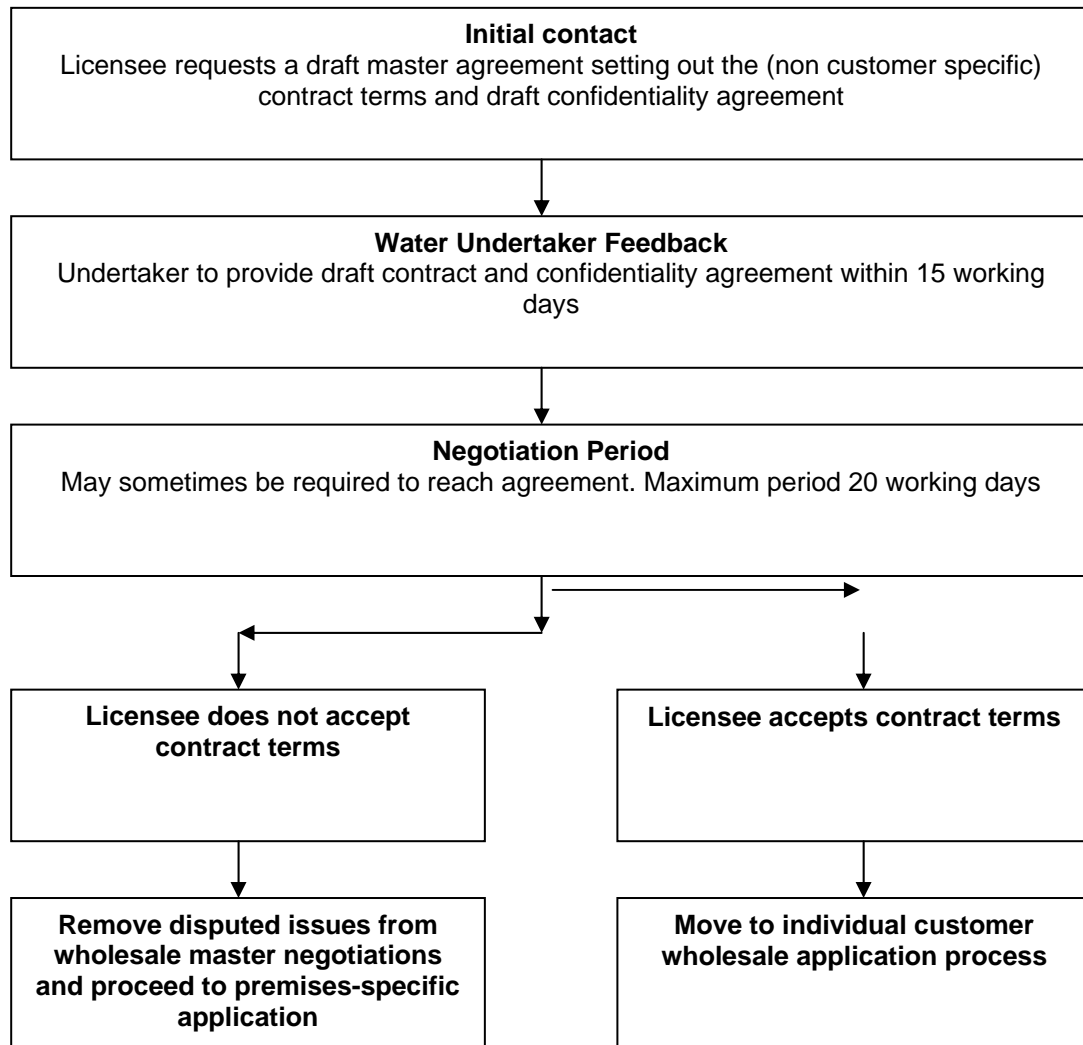 Initial contact
Licensee requests a draft master agreement setting out the (non customer specific)
contract terms and draft confidentiality agreement
Water Undertaker Feedback
Undertaker to provide draft contract and confidentiality agreement within 15 working
days
Negotiation Period
May sometimes be required to reach agreement. Maximum period 20 working days
Licensee does not accept
contract terms
Licensee accepts contract terms
Remove disputed issues from
wholesale master negotiations
and proceed to premises-specific
application
Move to individual customer
wholesale application process